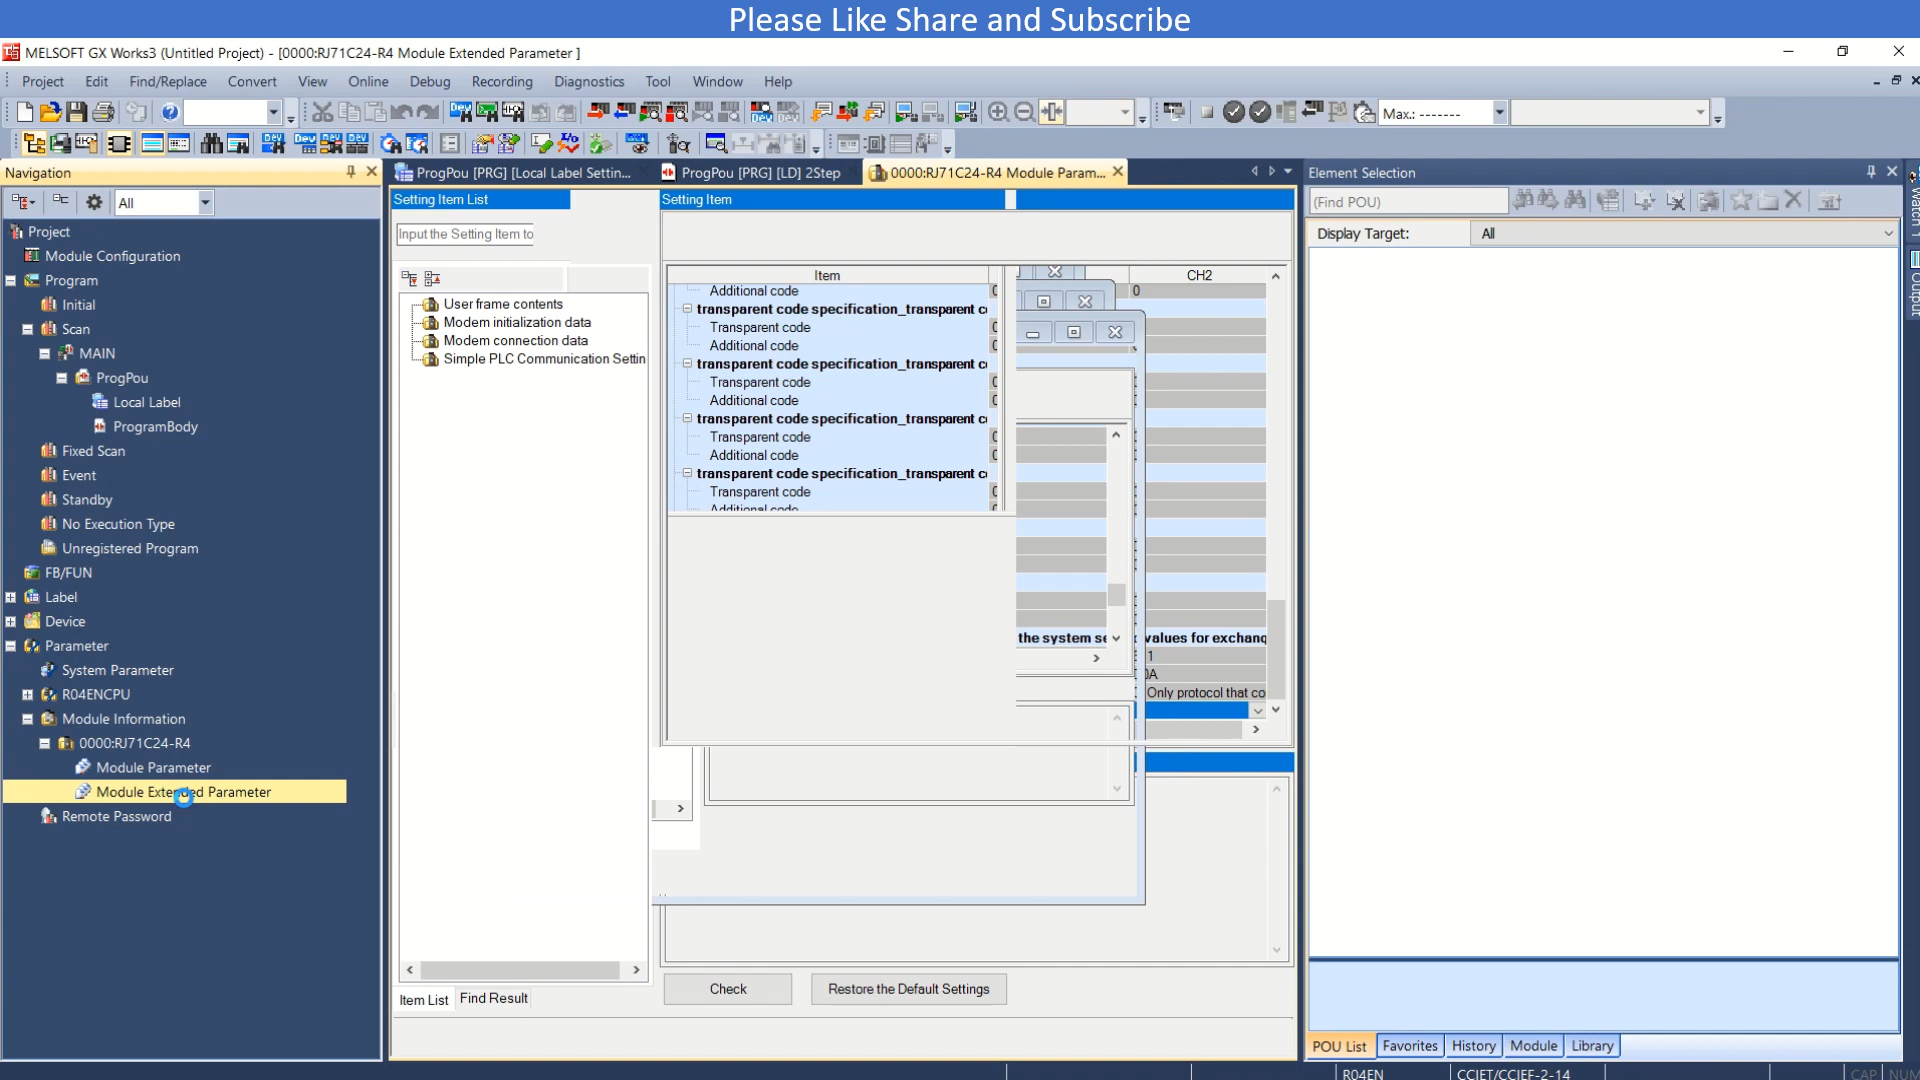 Please Like Share and Subscribe
MELSOFT GX Works3 (Untitled Project) - [0000:RJ71C24-R4 Module Extended Parameter ]
Project Edit Find/Replace Convert View Online Debug Recording Diagnostics Tool Window Help
Max.: -------
Navigation
ProgPou [PRG] [Local Label Settin...
ProgPou [PRG] [LD] 2Step
0000:RJ71C24-R4 Module Param...
Element Selection
All
(Find POU)
Display Target: All
Watch 1
Output
Project
Module Configuration
Program
Initial
Scan
MAIN
ProgPou
Local Label
ProgramBody
Fixed Scan
Event
Standby
No Execution Type
Unregistered Program
FB/FUN
Label
Device
Parameter
System Parameter
R04ENCPU
Module Information
0000:RJ71C24-R4
Module Parameter
Module Extended Parameter
Remote Password
Setting Item List
Input the Setting Item to
User frame contents
Modem initialization data
Modem connection data
Simple PLC Communication Settin
Item List Find Result
Setting Item
Item CH2
Additional code 0
transparent code specification_transparent c
Transparent code
Additional code
transparent code specification_transparent c
Transparent code
Additional code
transparent code specification_transparent c
Transparent code
Additional code
transparent code specification_transparent c
Transparent code
Additional code
the system se values for exchang
1
0A
Only protocol that co
Check Restore the Default Settings
POU List Favorites History Module Library
R04EN CCIET/CCIEF-2-14 CAP NUM